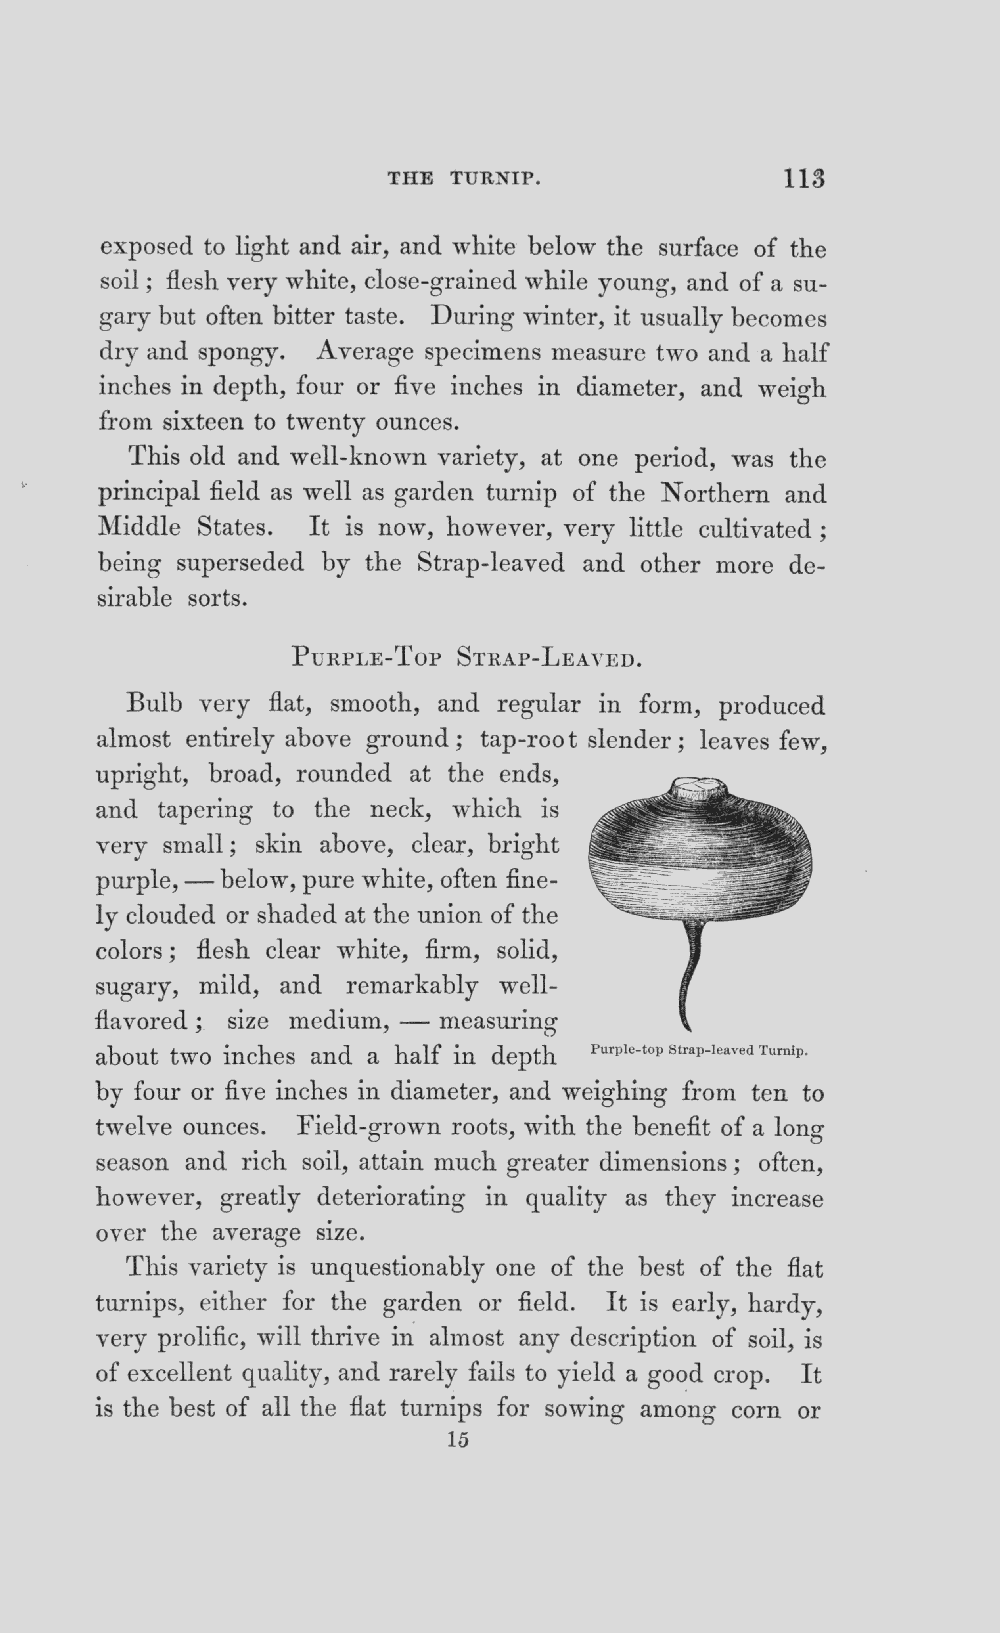 THE TURNIP. 113
exposed to light and air, and white below the surface of the
soil; flesh very white, close-grained while young, and of a su-
gary but often bitter taste. During winter, it usually becomes
dry and spongy. Average specimens measure two and a half
inches in depth, four or five inches in diameter, and weigh
from sixteen to twenty ounces.
This old and well-known variety, at one period, was the
principal field as well as garden turnip of the Northern and
Middle States. It is now, however, very little cultivated;
being superseded by the Strap-leaved and other more de-
sirable sorts.
PURPLE-TOP STRAP-LEAVED.
Bulb very flat, smooth, and regular in form, produced
almost entirely above ground; tap-root slender; leaves few,
upright, broad, rounded at the ends,
and tapering to the neck, which is
very small; skin above, clear, bright
purple, — below, pure white, often fine-
ly clouded or shaded at the union of the
colors; flesh clear white, firm, solid,
sugary, mild, and remarkably well-
flavored; size medium, — measuring
about two inches and a half in depth
Purple-top Strap-leaved Turnip.
by four or five inches in diameter, and weighing from ten to
twelve ounces. Field-grown roots, with the benefit of a long
season and rich soil, attain much greater dimensions; often,
however, greatly deteriorating in quality as they increase
over the average size.
This variety is unquestionably one of the best of the flat
turnips, either for the garden or field. It is early, hardy,
very prolific, will thrive in almost any description of soil, is
of excellent quality, and rarely fails to yield a good crop. It
is the best of all the flat turnips for sowing among corn or
15